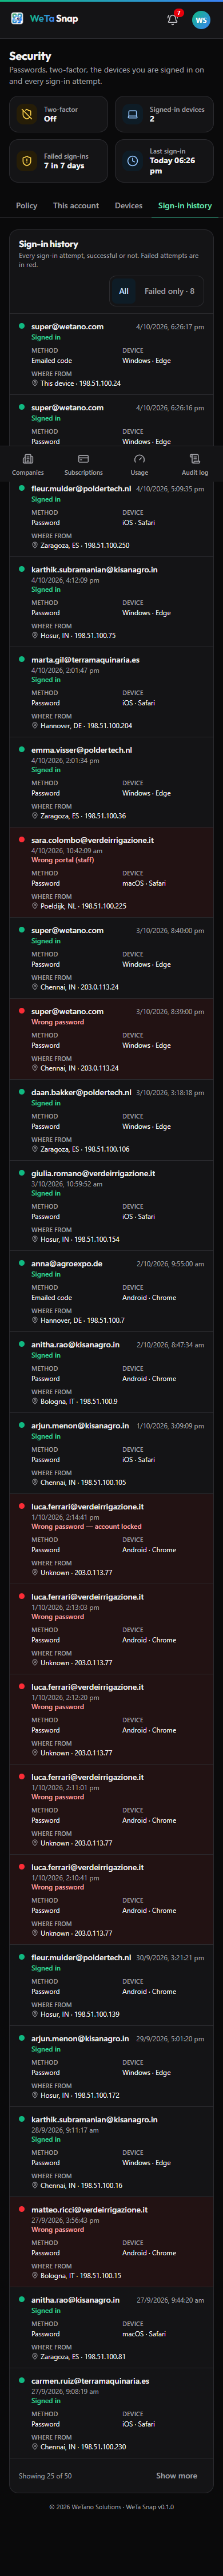 WeTa Snap
7
WS
Security
Passwords, two-factor, the devices you are signed in on
and every sign-in attempt.
Two-factor
Off
Signed-in devices
2
Failed sign-ins
7 in 7 days
Last sign-in
Today 06:26
pm
Policy
This account
Devices
Sign-in history
Sign-in history
Every sign-in attempt, successful or not. Failed attempts are
in red.
All
Failed only · 8
super@wetano.com 4/10/2026, 6:26:17 pm
Signed in
METHOD DEVICE
Emailed code Windows · Edge
WHERE FROM
This device · 198.51.100.24
super@wetano.com 4/10/2026, 6:26:16 pm
Signed in
METHOD DEVICE
Password Windows · Edge
Companies
Subscriptions
Usage
Audit log
fleur.mulder@poldertech.nl 4/10/2026, 5:09:35 pm
Signed in
METHOD DEVICE
Password iOS · Safari
WHERE FROM
Zaragoza, ES · 198.51.100.250
karthik.subramanian@kisanagro.in
4/10/2026, 4:12:09 pm
Signed in
METHOD DEVICE
Password Windows · Edge
WHERE FROM
Hosur, IN · 198.51.100.75
marta.gil@terramaquinaria.es
4/10/2026, 2:01:47 pm
Signed in
METHOD DEVICE
Password iOS · Safari
WHERE FROM
Hannover, DE · 198.51.100.204
emma.visser@poldertech.nl
4/10/2026, 2:01:34 pm
Signed in
METHOD DEVICE
Password Windows · Edge
WHERE FROM
Zaragoza, ES · 198.51.100.36
sara.colombo@verdeirrigazione.it
4/10/2026, 10:42:09 am
Wrong portal (staff)
METHOD DEVICE
Password macOS · Safari
WHERE FROM
Poeldijk, NL · 198.51.100.225
super@wetano.com 3/10/2026, 8:40:00 pm
Signed in
METHOD DEVICE
Password Windows · Edge
WHERE FROM
Chennai, IN · 203.0.113.24
super@wetano.com 3/10/2026, 8:39:00 pm
Wrong password
METHOD DEVICE
Password Windows · Edge
WHERE FROM
Chennai, IN · 203.0.113.24
daan.bakker@poldertech.nl 3/10/2026, 3:18:18 pm
Signed in
METHOD DEVICE
Password Windows · Edge
WHERE FROM
Zaragoza, ES · 198.51.100.106
giulia.romano@verdeirrigazione.it
3/10/2026, 10:59:52 am
Signed in
METHOD DEVICE
Password iOS · Safari
WHERE FROM
Hosur, IN · 198.51.100.154
anna@agroexpo.de 2/10/2026, 9:55:00 am
Signed in
METHOD DEVICE
Emailed code Android · Chrome
WHERE FROM
Hannover, DE · 198.51.100.7
anitha.rao@kisanagro.in 2/10/2026, 8:47:34 am
Signed in
METHOD DEVICE
Password Android · Chrome
WHERE FROM
Bologna, IT · 198.51.100.9
arjun.menon@kisanagro.in 1/10/2026, 3:09:09 pm
Signed in
METHOD DEVICE
Password iOS · Safari
WHERE FROM
Chennai, IN · 198.51.100.105
luca.ferrari@verdeirrigazione.it
1/10/2026, 2:14:41 pm
Wrong password — account locked
METHOD DEVICE
Password Android · Chrome
WHERE FROM
Unknown · 203.0.113.77
luca.ferrari@verdeirrigazione.it
1/10/2026, 2:13:03 pm
Wrong password
METHOD DEVICE
Password Android · Chrome
WHERE FROM
Unknown · 203.0.113.77
luca.ferrari@verdeirrigazione.it
1/10/2026, 2:12:20 pm
Wrong password
METHOD DEVICE
Password Android · Chrome
WHERE FROM
Unknown · 203.0.113.77
luca.ferrari@verdeirrigazione.it
1/10/2026, 2:11:01 pm
Wrong password
METHOD DEVICE
Password Android · Chrome
WHERE FROM
Unknown · 203.0.113.77
luca.ferrari@verdeirrigazione.it
1/10/2026, 2:10:41 pm
Wrong password
METHOD DEVICE
Password Android · Chrome
WHERE FROM
Unknown · 203.0.113.77
fleur.mulder@poldertech.nl 30/9/2026, 3:21:21 pm
Signed in
METHOD DEVICE
Password Android · Chrome
WHERE FROM
Hosur, IN · 198.51.100.139
arjun.menon@kisanagro.in 29/9/2026, 5:01:20 pm
Signed in
METHOD DEVICE
Password Windows · Edge
WHERE FROM
Hosur, IN · 198.51.100.172
karthik.subramanian@kisanagro.in
28/9/2026, 9:11:17 am
Signed in
METHOD DEVICE
Password Windows · Edge
WHERE FROM
Chennai, IN · 198.51.100.16
matteo.ricci@verdeirrigazione.it
27/9/2026, 3:56:43 pm
Wrong password
METHOD DEVICE
Password Android · Chrome
WHERE FROM
Bologna, IT · 198.51.100.15
anitha.rao@kisanagro.in 27/9/2026, 9:44:20 am
Signed in
METHOD DEVICE
Password macOS · Safari
WHERE FROM
Zaragoza, ES · 198.51.100.81
carmen.ruiz@terramaquinaria.es
27/9/2026, 9:08:19 am
Signed in
METHOD DEVICE
Password iOS · Safari
WHERE FROM
Chennai, IN · 198.51.100.230
Showing 25 of 50
Show more
© 2026 WeTano Solutions · WeTa Snap v0.1.0